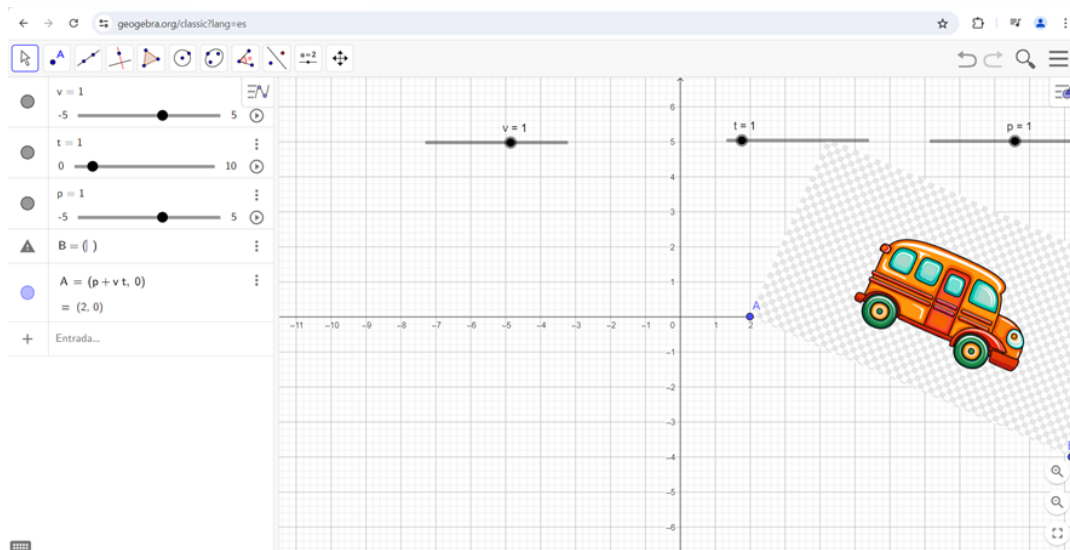 geogebra.org/classic?lang=es
A
a=2
v = 1
-5 5
t = 1
0 10
p = 1
-5 5
B = ( )
A = (p + v t, 0)
= (2, 0)
Entrada...
v = 1 t = 1 p = 1
6
5
4
3
2
1
A
-11 -10 -9 -8 -7 -6 -5 -4 -3 -2 -1 0 1 2
-1
-2
-3
-4
-5
-6